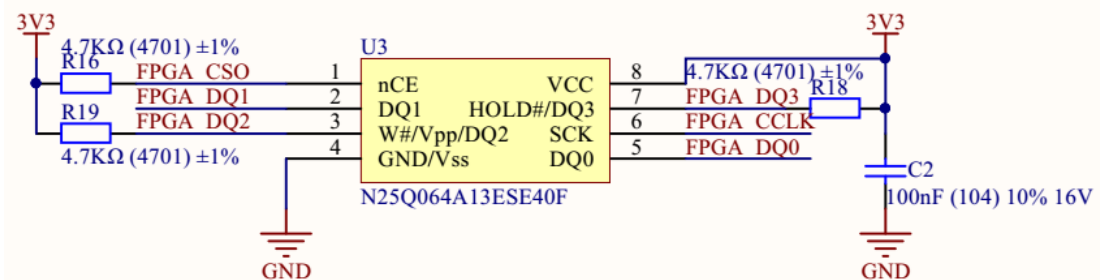 3V3
3V3
4.7KΩ (4701) ±1%
R16
FPGA_CSO
1
U3
nCE
VCC
8
4.7KΩ (4701) ±1%
FPGA_DQ1
2
DQ1
HOLD#/DQ3
7
FPGA_DQ3
R18
R19
FPGA_DQ2
3
W#/Vpp/DQ2
SCK
6
FPGA_CCLK
4.7KΩ (4701) ±1%
4
GND/Vss
DQ0
5
FPGA_DQ0
N25Q064A13ESE40F
C2
100nF (104) 10% 16V
GND
GND